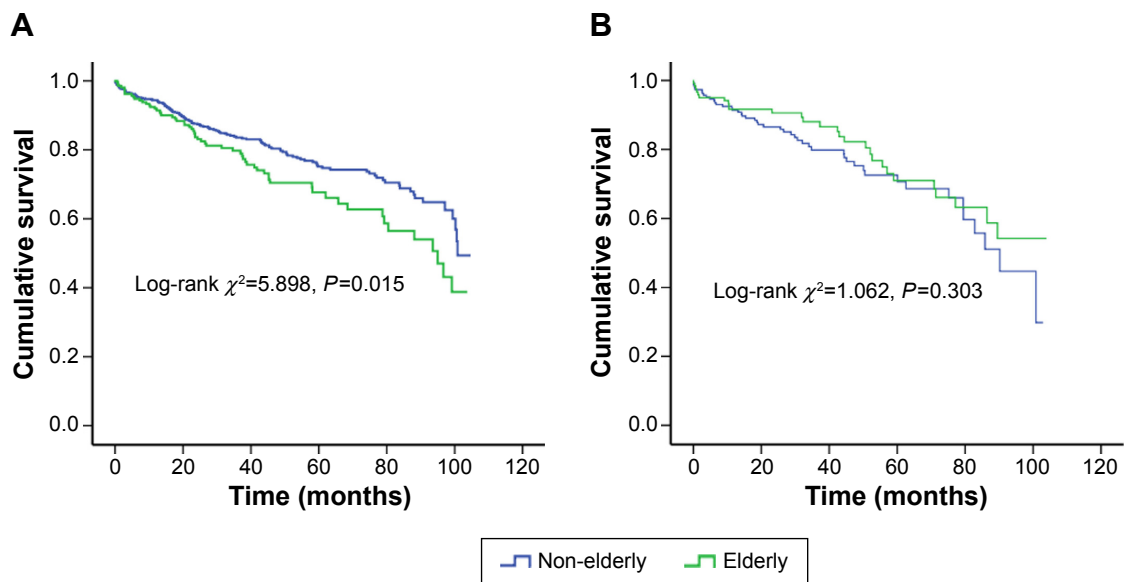 A
Cumulative survival
1.0
0.8
0.6
0.4
0.2
0.0
Log-rank χ²=5.898, P=0.015
0 20 40 60 80 100 120
Time (months)
B
Cumulative survival
1.0
0.8
0.6
0.4
0.2
0.0
Log-rank χ²=1.062, P=0.303
0 20 40 60 80 100 120
Time (months)
Non-elderly Elderly